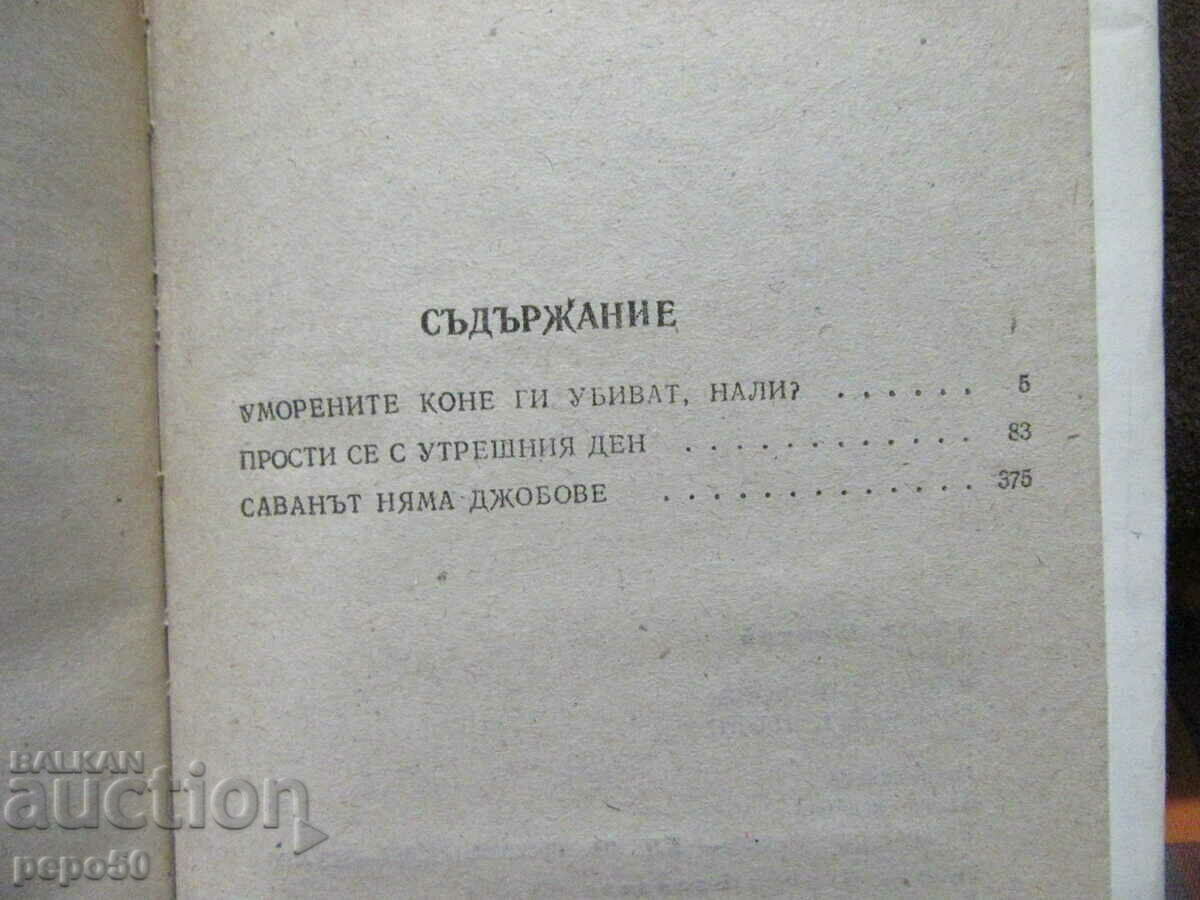 СЪДЪРЖАНИЕ
УМОРЕНИТЕ КОНЕ ГИ УБИВАТ, НАЛИ? . . . . . . 5
ПРОСТИ СЕ С УТРЕШНИЯ ДЕН . . . . . . . . . . . . . 83
САВАНЪТ НЯМА ДЖОБОВЕ . . . . . . . . . . . . . . 375
BALKAN
auction
pepo50